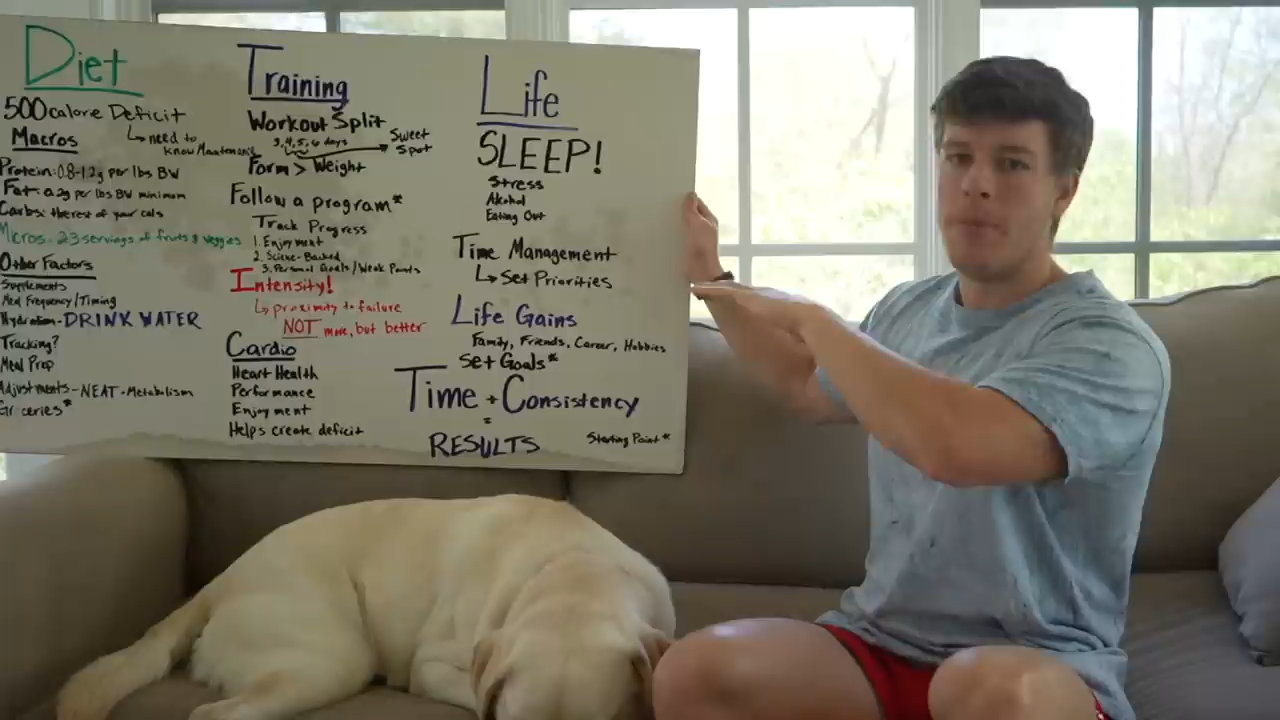 Diet
500 calore Deficit
↳ need to
know Maintenance
Macros
Protein: 0.8-1.2g per lbs BW
Fat: 0.2g per lbs BW minimum
Carbs: the rest of your cals
Micros: 2-3 servings of fruits & veggies
Other Factors
Supplements
Meal Frequency/Timing
Hydration - DRINK WATER
Tracking?
Meal Prep
Adjustments - NEAT - Metabolism
Groceries*
Training
Workout Split
3, 4, 5, 6 days
Sweet
Spot
Form > Weight
Follow a program*
Track Progress
1. Enjoyment
2. Science-Backed
3. Personal Goals/Weak Points
Intensity!
↳ proximity to failure
NOT more, but better
Cardio
Heart Health
Performance
Enjoyment
Helps create deficit
Life
SLEEP!
Stress
Alcohol
Eating Out
Time Management
↳ Set Priorities
Life Gains
Family, Friends, Career, Hobbies
Set Goals*
Time + Consistency
=
RESULTS
Starting Point*